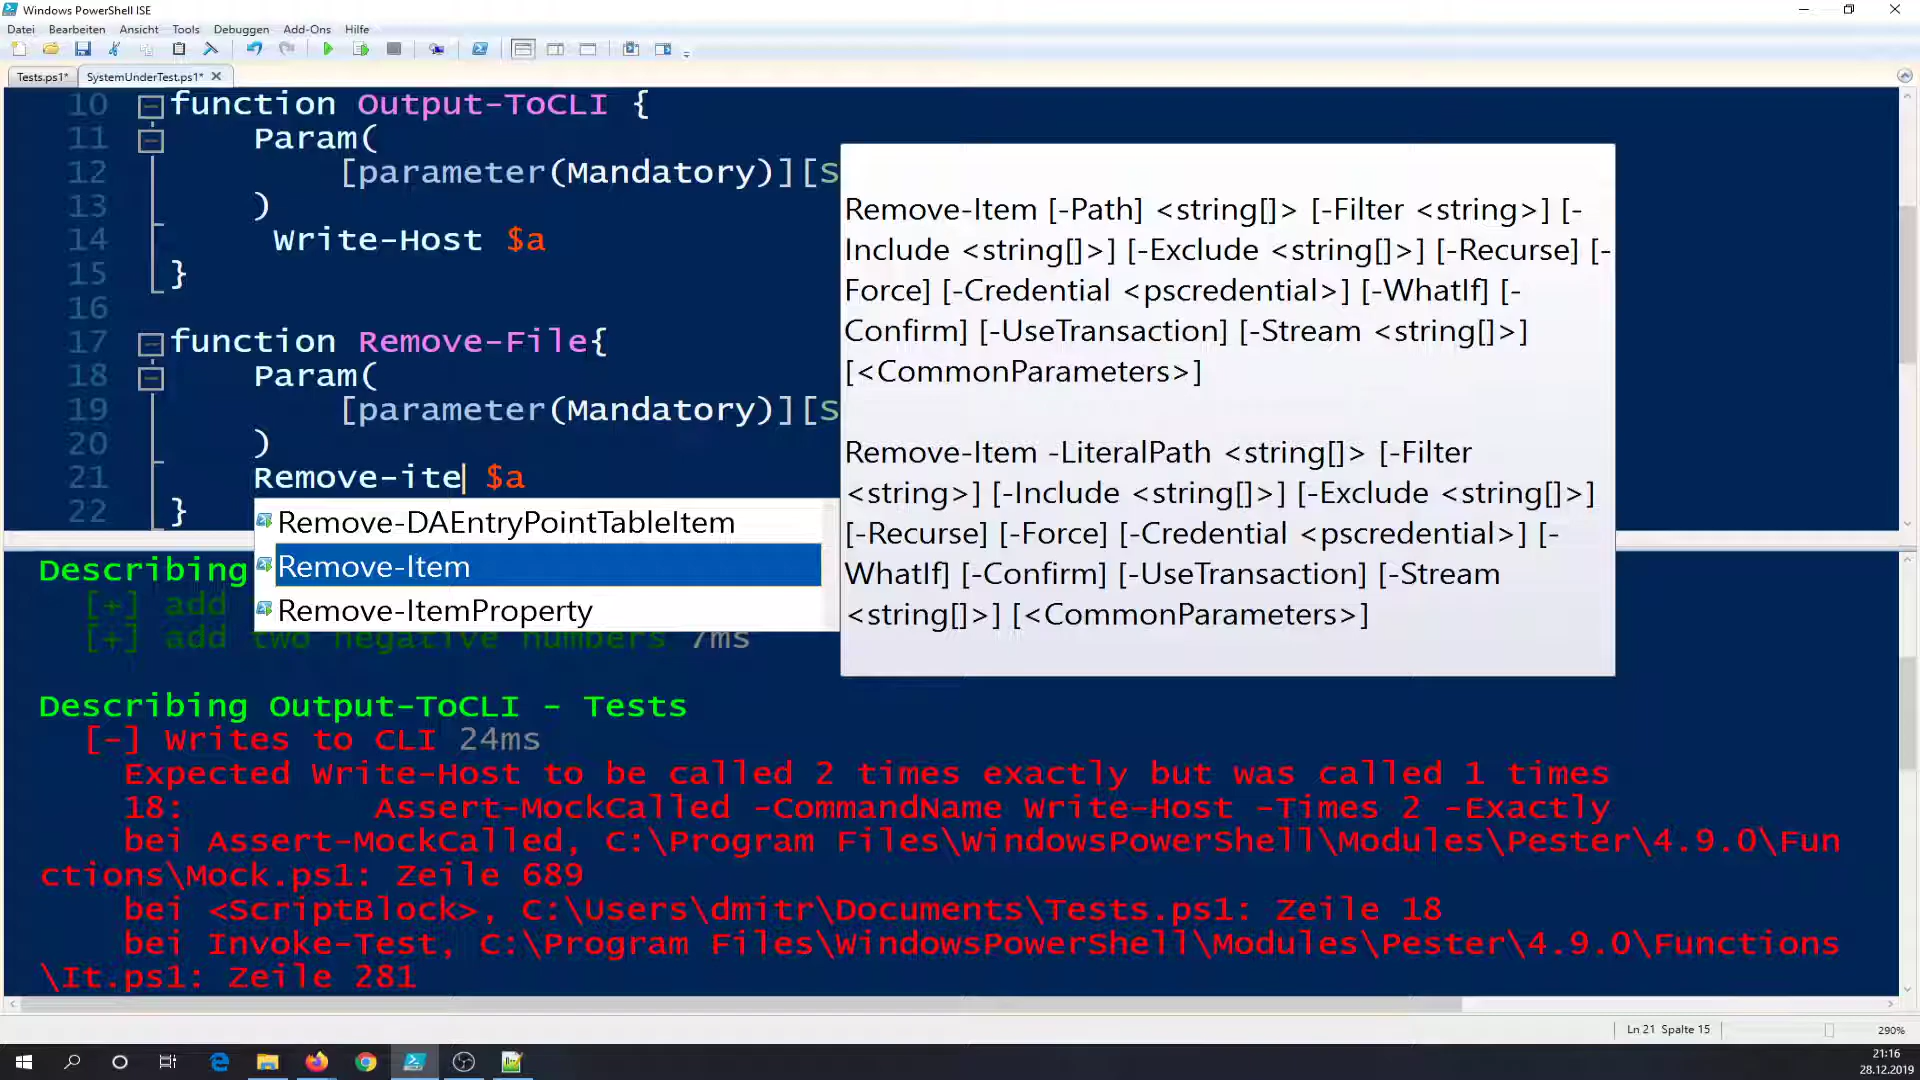 Windows PowerShell ISE
Datei Bearbeiten Ansicht Tools Debuggen Add-Ons Hilfe
Tests.ps1* SystemUnderTest.ps1*
10 function Output-ToCLI {
11 Param(
12 [parameter(Mandatory)][S
13 )
14 Write-Host $a
15 }
16
17 function Remove-File{
18 Param(
19 [parameter(Mandatory)][S
20 )
21 Remove-ite $a
22 }
Remove-DAEntryPointTableItem
Remove-Item
Remove-ItemProperty
Remove-Item [-Path] <string[]> [-Filter <string>] [-
Include <string[]>] [-Exclude <string[]>] [-Recurse] [-
Force] [-Credential <pscredential>] [-WhatIf] [-
Confirm] [-UseTransaction] [-Stream <string[]>]
[<CommonParameters>]
Remove-Item -LiteralPath <string[]> [-Filter
<string>] [-Include <string[]>] [-Exclude <string[]>]
[-Recurse] [-Force] [-Credential <pscredential>] [-
WhatIf] [-Confirm] [-UseTransaction] [-Stream
<string[]>] [<CommonParameters>]
Describing
[+] add
[+] add two negative numbers 7ms
Describing Output-ToCLI - Tests
[-] Writes to CLI 24ms
Expected Write-Host to be called 2 times exactly but was called 1 times
18: Assert-MockCalled -CommandName Write-Host -Times 2 -Exactly
bei Assert-MockCalled, C:\Program Files\WindowsPowerShell\Modules\Pester\4.9.0\Fun
ctions\Mock.ps1: Zeile 689
bei <ScriptBlock>, C:\Users\dmitr\Documents\Tests.ps1: Zeile 18
bei Invoke-Test, C:\Program Files\WindowsPowerShell\Modules\Pester\4.9.0\Functions
\It.ps1: Zeile 281
Ln 21 Spalte 15
290%
21:16
28.12.2019